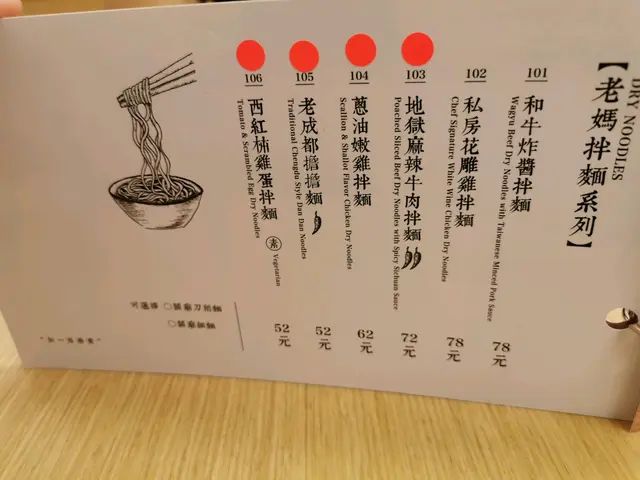 【老媽拌麵系列】
DRY NOODLES
101
和牛炸醬拌麵
Wagyu Beef Dry Noodles with Taiwanese Minced Pork Sauce
78元
102
私房花雕雞拌麵
Chef Signature White Wine Chicken Dry Noodles
78元
103
地獄麻辣牛肉拌麵
Poached Sliced Beef Dry Noodles with Spicy Sichuan Sauce
72元
104
蔥油嫩雞拌麵
Scallion & Shallot Flavor Chicken Dry Noodles
62元
105
老成都擔擔麵
Traditional Chengdu Style Dan Dan Noodles
52元
106
西紅柿雞蛋拌麵
素 Vegetarian
Tomato & Scrambled Egg Dry Noodles
52元